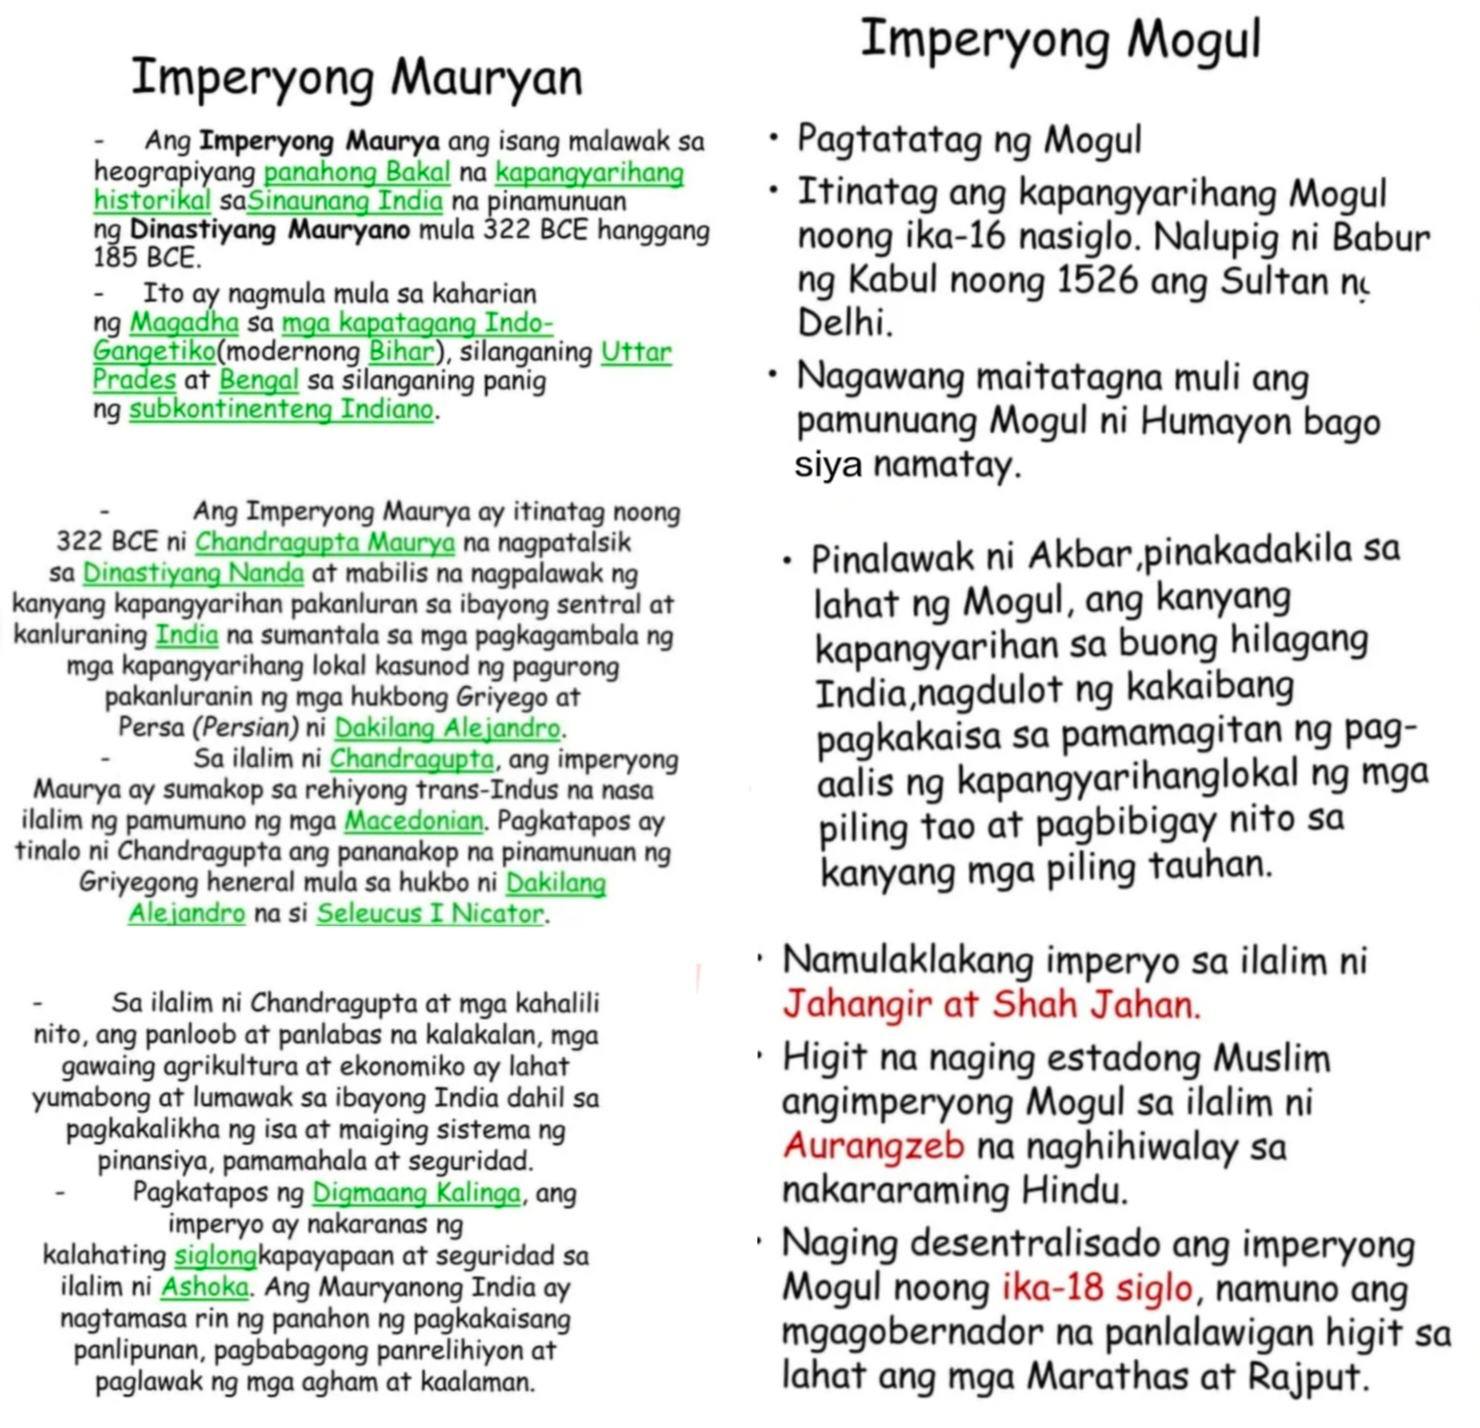 Imperyong Mauryan
- Ang Imperyong Maurya ang isang malawak sa
heograpiyang panahong Bakal na kapangyarihang
historikal saSinaunang India na pinamunuan
ng Dinastiyang Mauryano mula 322 BCE hanggang
185 BCE.
- Ito ay nagmula mula sa kaharian
ng Magadha sa mga kapatagang Indo-
Gangetiko(modernong Bihar), silanganing Uttar
Prades at Bengal sa silanganing panig
ng subkontinenteng Indiano.
- Ang Imperyong Maurya ay itinatag noong
322 BCE ni Chandragupta Maurya na nagpatalsik
sa Dinastiyang Nanda at mabilis na nagpalawak ng
kanyang kapangyarihan pakanluran sa ibayong sentral at
kanluraning India na sumantala sa mga pagkagambala ng
mga kapangyarihang lokal kasunod ng pagurong
pakanluranin ng mga hukbong Griyego at
Persa (Persian) ni Dakilang Alejandro.
- Sa ilalim ni Chandragupta, ang imperyong
Maurya ay sumakop sa rehiyong trans-Indus na nasa
ilalim ng pamumuno ng mga Macedonian. Pagkatapos ay
tinalo ni Chandragupta ang pananakop na pinamunuan ng
Griyegong heneral mula sa hukbo ni Dakilang
Alejandro na si Seleucus I Nicator.
- Sa ilalim ni Chandragupta at mga kahalili
nito, ang panloob at panlabas na kalakalan, mga
gawaing agrikultura at ekonomiko ay lahat
yumabong at lumawak sa ibayong India dahil sa
pagkakalikha ng isa at maiging sistema ng
pinansiya, pamamahala at seguridad.
- Pagkatapos ng Digmaang Kalinga, ang
imperyo ay nakaranas ng
kalahating siglongkapayapaan at seguridad sa
ilalim ni Ashoka. Ang Mauryanong India ay
nagtamasa rin ng panahon ng pagkakaisang
panlipunan, pagbabagong panrelihiyon at
paglawak ng mga agham at kaalaman.
Imperyong Mogul
• Pagtatatag ng Mogul
• Itinatag ang kapangyarihang Mogul
noong ika-16 nasiglo. Nalupig ni Babur
ng Kabul noong 1526 ang Sultan ng
Delhi.
• Nagawang maitatagna muli ang
pamunuang Mogul ni Humayon bago
siya namatay.
• Pinalawak ni Akbar,pinakadakila sa
lahat ng Mogul, ang kanyang
kapangyarihan sa buong hilagang
India,nagdulot ng kakaibang
pagkakaisa sa pamamagitan ng pag-
aalis ng kapangyarihanglokal ng mga
piling tao at pagbibigay nito sa
kanyang mga piling tauhan.
• Namulaklakang imperyo sa ilalim ni
Jahangir at Shah Jahan.
• Higit na naging estadong Muslim
angimperyong Mogul sa ilalim ni
Aurangzeb na naghihiwalay sa
nakararaming Hindu.
• Naging desentralisado ang imperyong
Mogul noong ika-18 siglo, namuno ang
mgagobernador na panlalawigan higit sa
lahat ang mga Marathas at Rajput.